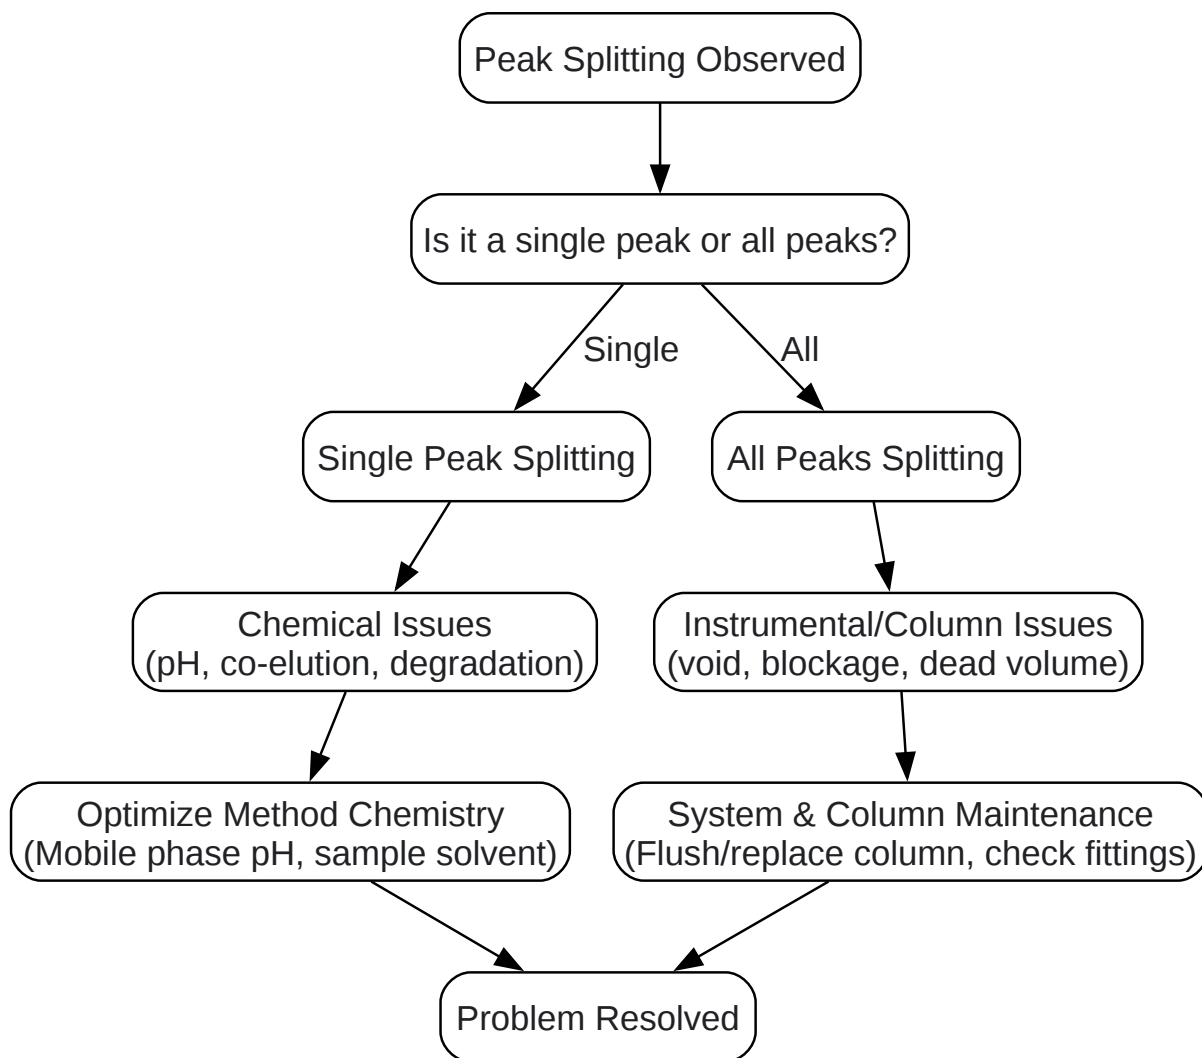 Peak Splitting Observed
Is it a single peak or all peaks?
Single
All
Single Peak Splitting
All Peaks Splitting
Chemical Issues
(pH, co-elution, degradation)
Instrumental/Column Issues
(void, blockage, dead volume)
Optimize Method Chemistry
(Mobile phase pH, sample solvent)
System & Column Maintenance
(Flush/replace column, check fittings)
Problem Resolved